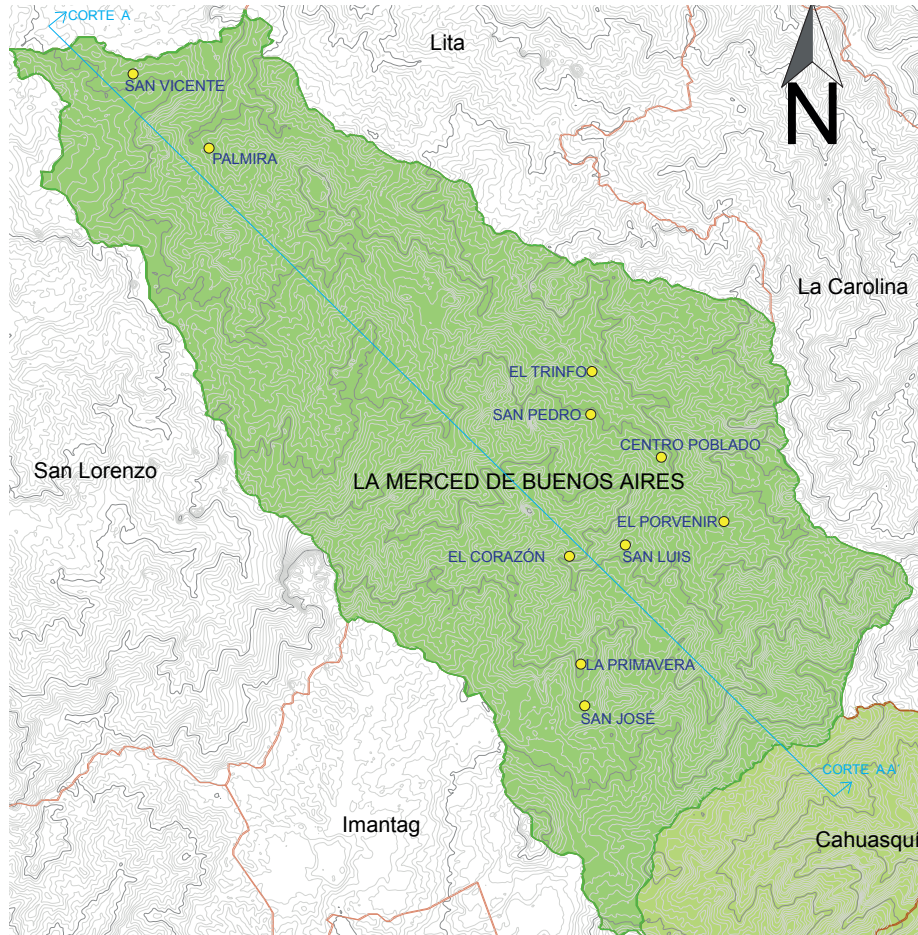 CORTE A
Lita
N
SAN VICENTE
PALMIRA
La Carolina
EL TRINFO
SAN PEDRO
CENTRO POBLADO
San Lorenzo
LA MERCED DE BUENOS AIRES
EL PORVENIR
EL CORAZÓN
SAN LUIS
LA PRIMAVERA
SAN JOSÉ
CORTE A A´
Imantag
Cahuasquí